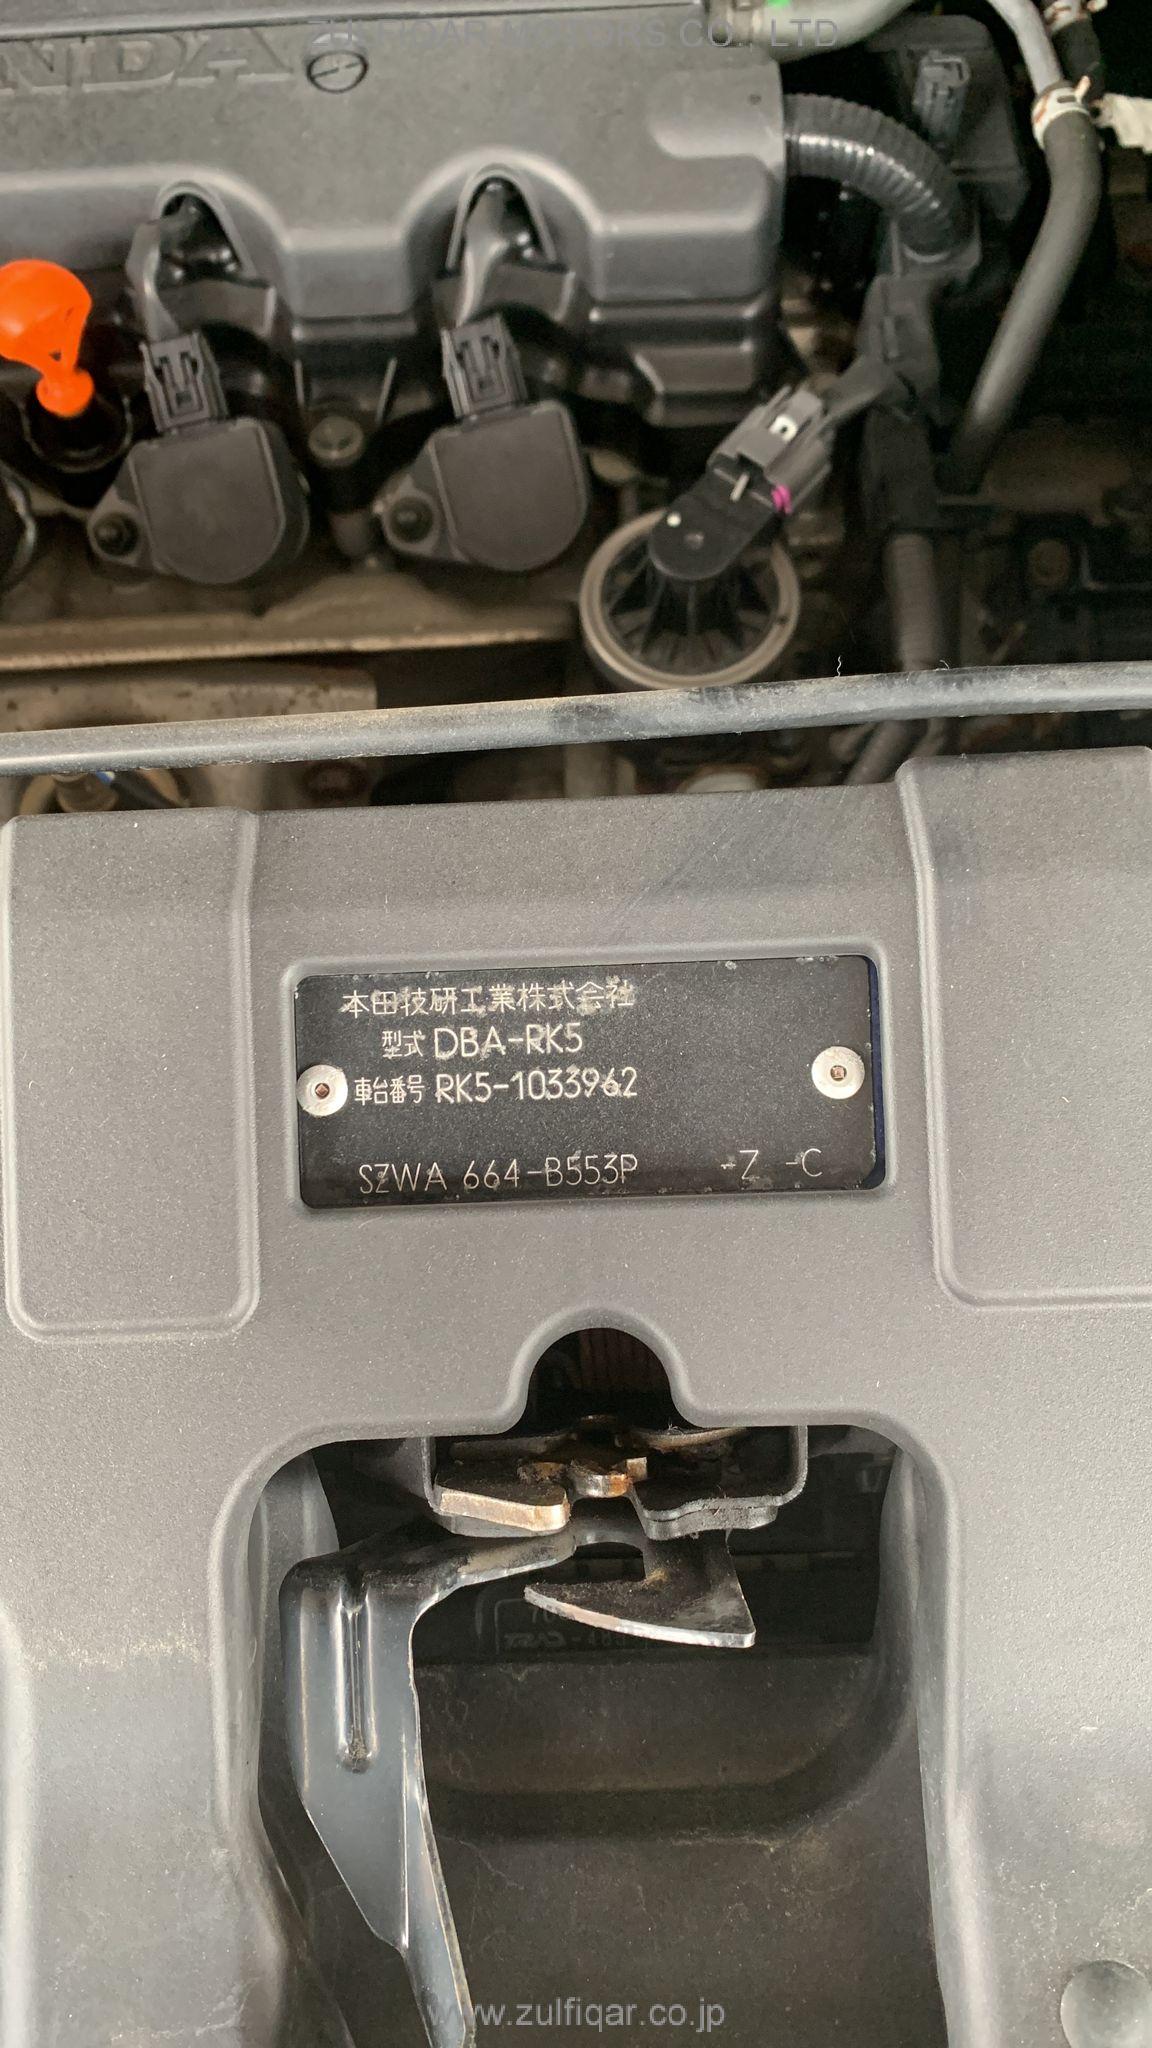 ZULFIQAR MOTORS CO., LTD
NDA
本田技研工業株式会社
型式 DBA-RK5
車台番号 RK5-1033962
SZWA 664-B553P -Z -C
www.zulfiqar.co.jp